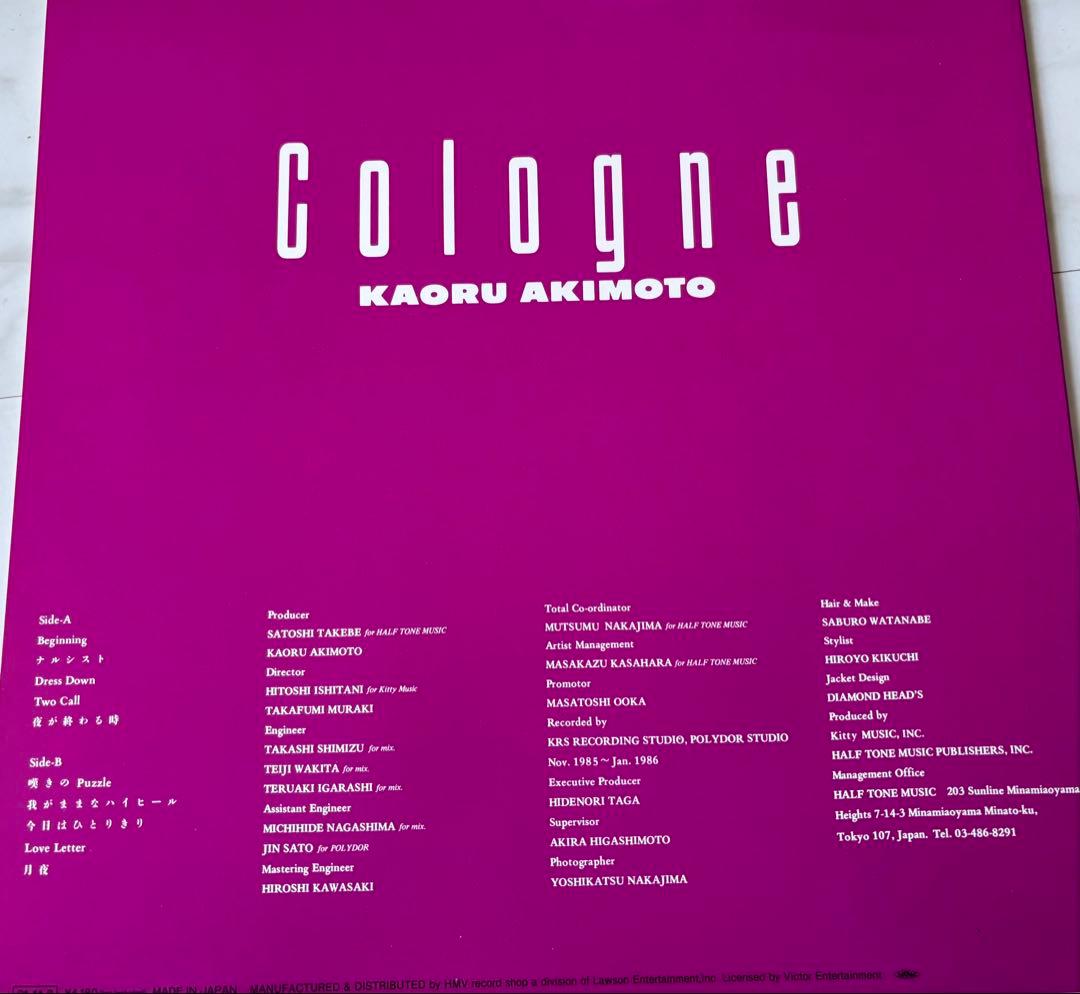 Cologne
KAORU AKIMOTO
Side-A
Beginning
ナルシスト
Dress Down
Two Call
夜が終わる時
Side-B
嘆きの Puzzle
我がままなハイヒール
今日はひとりきり
Love Letter
月夜
Producer
SATOSHI TAKEBE for HALF TONE MUSIC
KAORU AKIMOTO
Director
HITOSHI ISHITANI for Kitty Music
TAKAFUMI MURAKI
Engineer
TAKASHI SHIMIZU for mix.
TEIJI WAKITA for mix.
TERUAKI IGARASHI for mix.
Assistant Engineer
MICHIHIDE NAGASHIMA for mix.
JIN SATO for POLYDOR
Mastering Engineer
HIROSHI KAWASAKI
Total Co-ordinator
MUTSUMU NAKAJIMA for HALF TONE MUSIC
Artist Management
MASAKAZU KASAHARA for HALF TONE MUSIC
Promotor
MASATOSHI OOKA
Recorded by
KRS RECORDING STUDIO, POLYDOR STUDIO
Nov. 1985~Jan. 1986
Executive Producer
HIDENORI TAGA
Supervisor
AKIRA HIGASHIMOTO
Photographer
YOSHIKATSU NAKAJIMA
Hair & Make
SABURO WATANABE
Stylist
HIROYO KIKUCHI
Jacket Design
DIAMOND HEAD'S
Produced by
Kitty MUSIC, INC.
HALF TONE MUSIC PUBLISHERS, INC.
Management Office
HALF TONE MUSIC 203 Sunline Minamiaoyama
Heights 7-14-3 Minamiaoyama Minato-ku,
Tokyo 107, Japan. Tel. 03-486-8291
MADE IN JAPAN MANUFACTURED & DISTRIBUTED by HMV record shop a division of Lawson Entertainment,Inc Licensed by Victor Entertainment